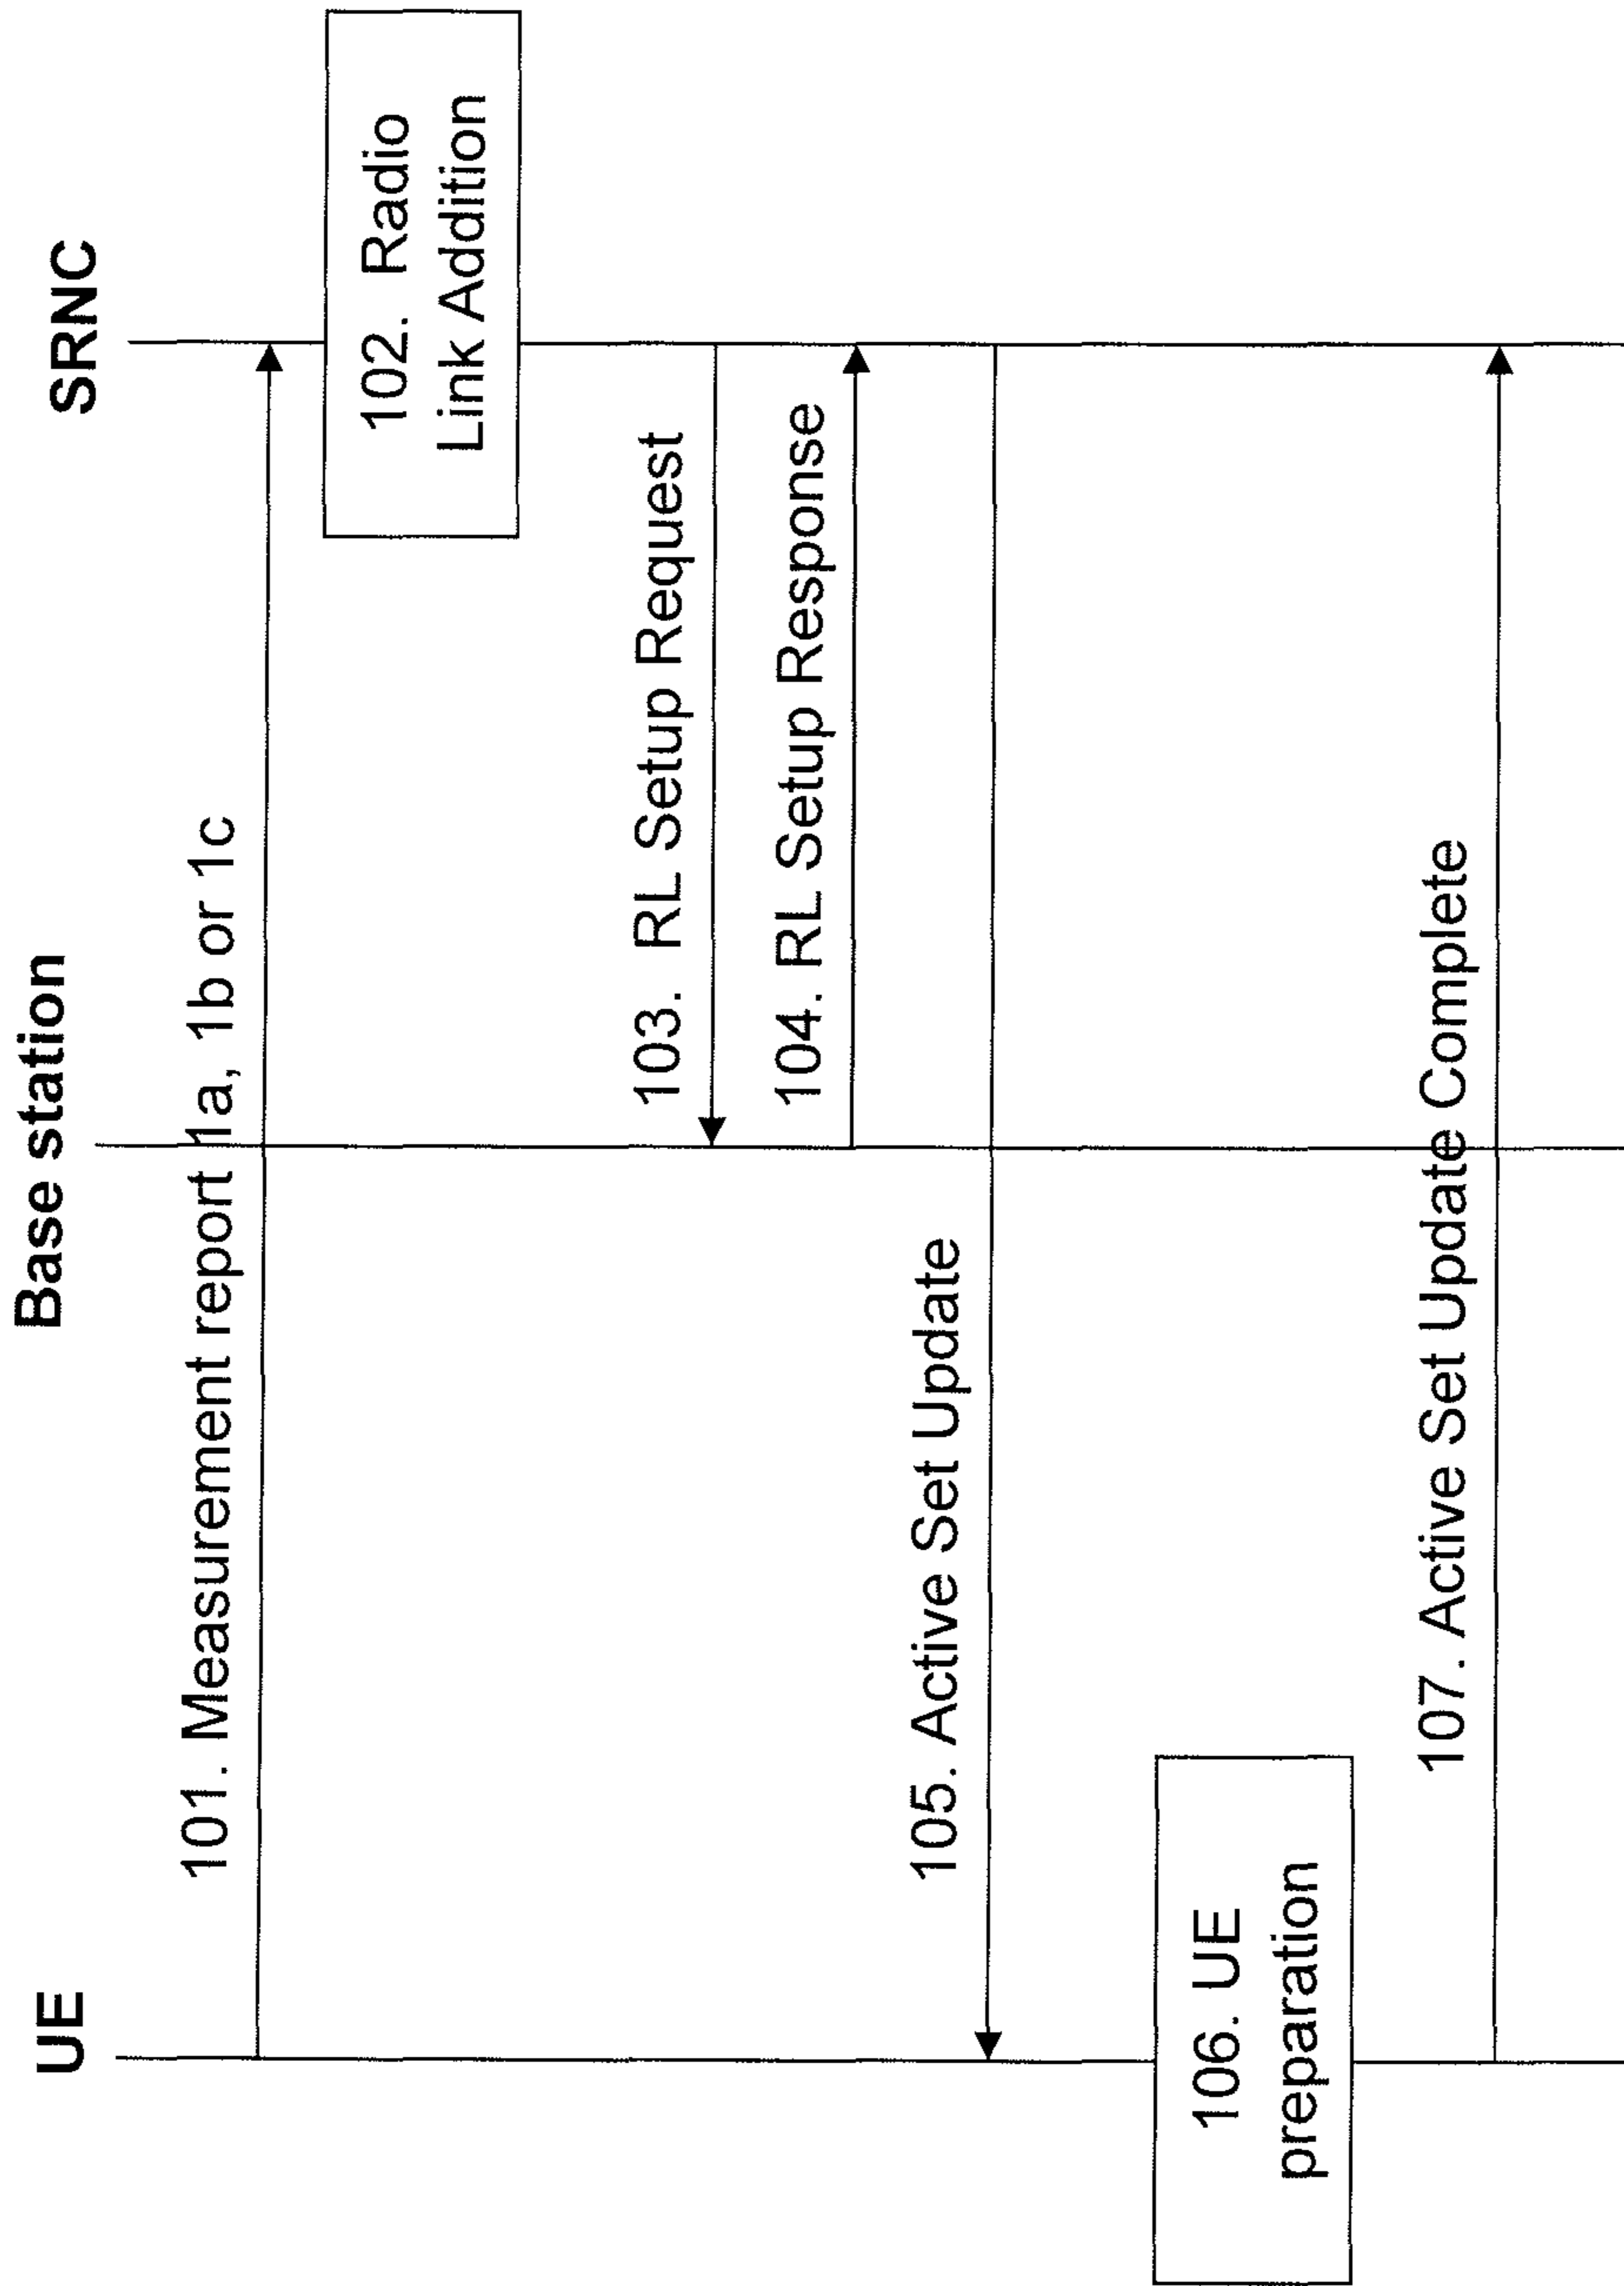 UE
Base station
SRNC
101. Measurement report 1a, 1b or 1c
102. Radio
Link Addition
103. RL Setup Request
104. RL Setup Response
105. Active Set Update
106. UE
preparation
107. Active Set Update Complete